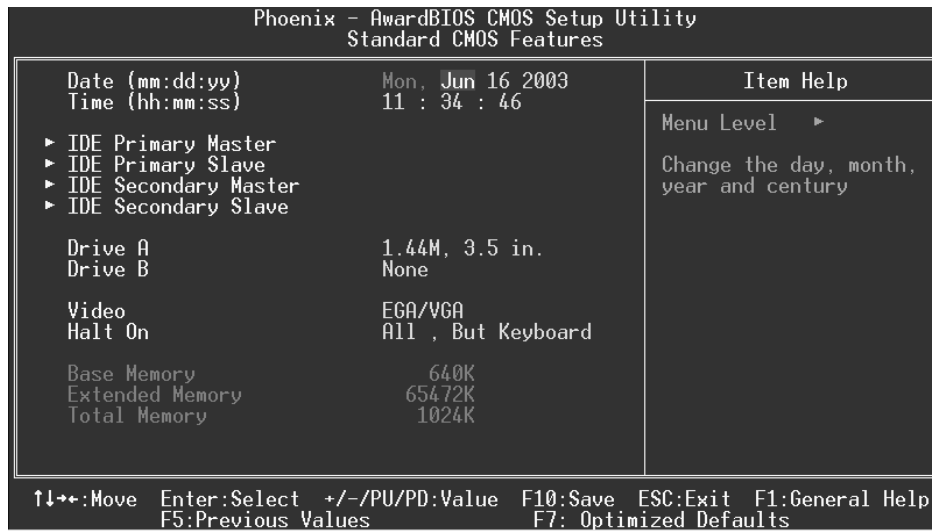 Phoenix - AwardBIOS CMOS Setup Utility
Standard CMOS Features
Date (mm:dd:yy) Mon, Jun 16 2003
Time (hh:mm:ss) 11 : 34 : 46
► IDE Primary Master
► IDE Primary Slave
► IDE Secondary Master
► IDE Secondary Slave
Drive A 1.44M, 3.5 in.
Drive B None
Video EGA/VGA
Halt On All , But Keyboard
Base Memory 640K
Extended Memory 65472K
Total Memory 1024K
Item Help
Menu Level ►
Change the day, month,
year and century
↑↓→←:Move Enter:Select +/-/PU/PD:Value F10:Save ESC:Exit F1:General Help
F5:Previous Values F7: Optimized Defaults